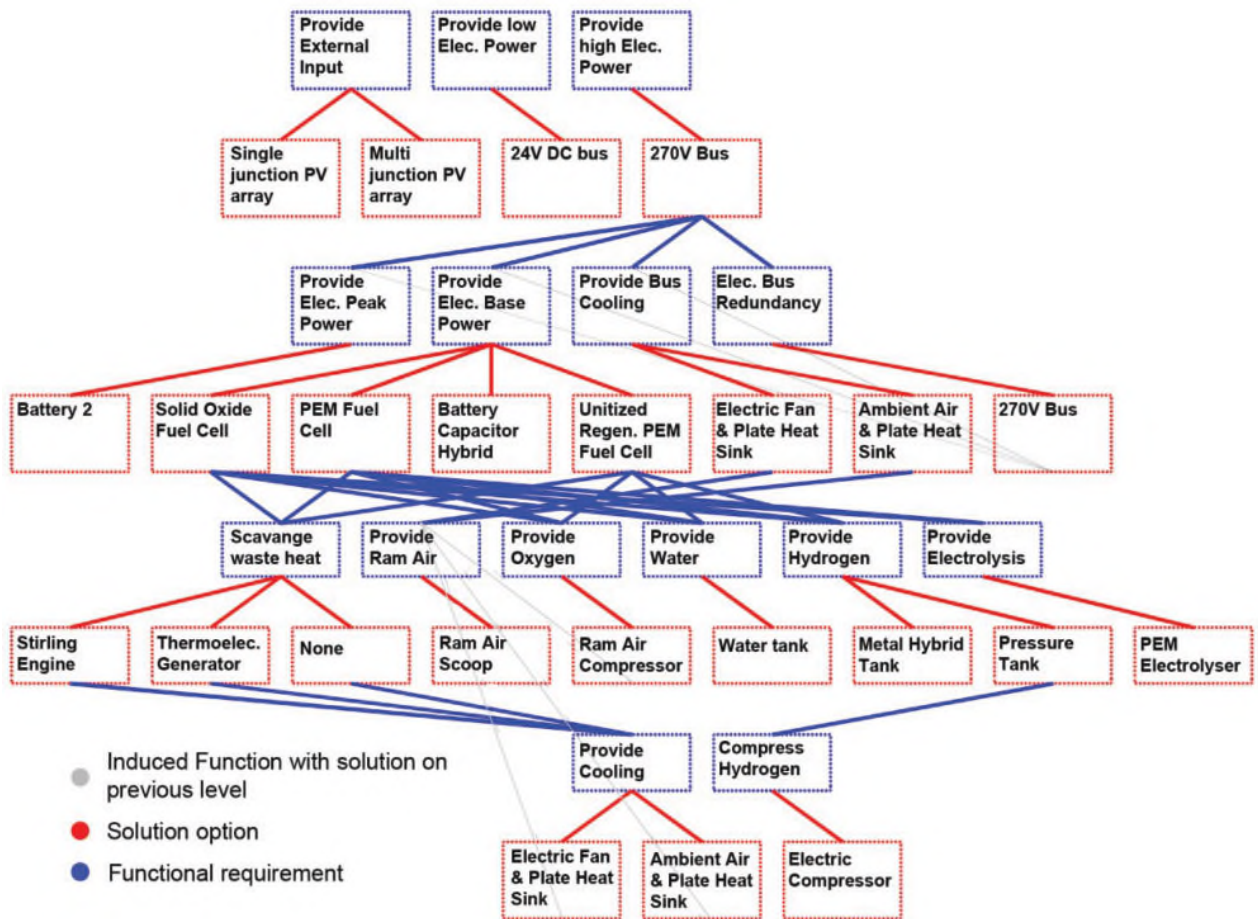 Provide
External
Input
Provide low
Elec. Power
Provide
high Elec.
Power
Single
junction PV
array
Multi
junction PV
array
24V DC bus
270V Bus
Provide
Elec. Peak
Power
Provide
Elec. Base
Power
Provide Bus
Cooling
Elec. Bus
Redundancy
Battery 2
Solid Oxide
Fuel Cell
PEM Fuel
Cell
Battery
Capacitor
Hybrid
Unitized
Regen. PEM
Fuel Cell
Electric Fan
& Plate Heat
Sink
Ambient Air
& Plate Heat
Sink
270V Bus
Scavange
waste heat
Provide
Ram Air
Provide
Oxygen
Provide
Water
Provide
Hydrogen
Provide
Electrolysis
Stirling
Engine
Thermoelec.
Generator
None
Ram Air
Scoop
Ram Air
Compressor
Water tank
Metal Hybrid
Tank
Pressure
Tank
PEM
Electrolyser
Provide
Cooling
Compress
Hydrogen
Induced Function with solution on
previous level
Solution option
Functional requirement
Electric Fan
& Plate Heat
Sink
Ambient Air
& Plate Heat
Sink
Electric
Compressor